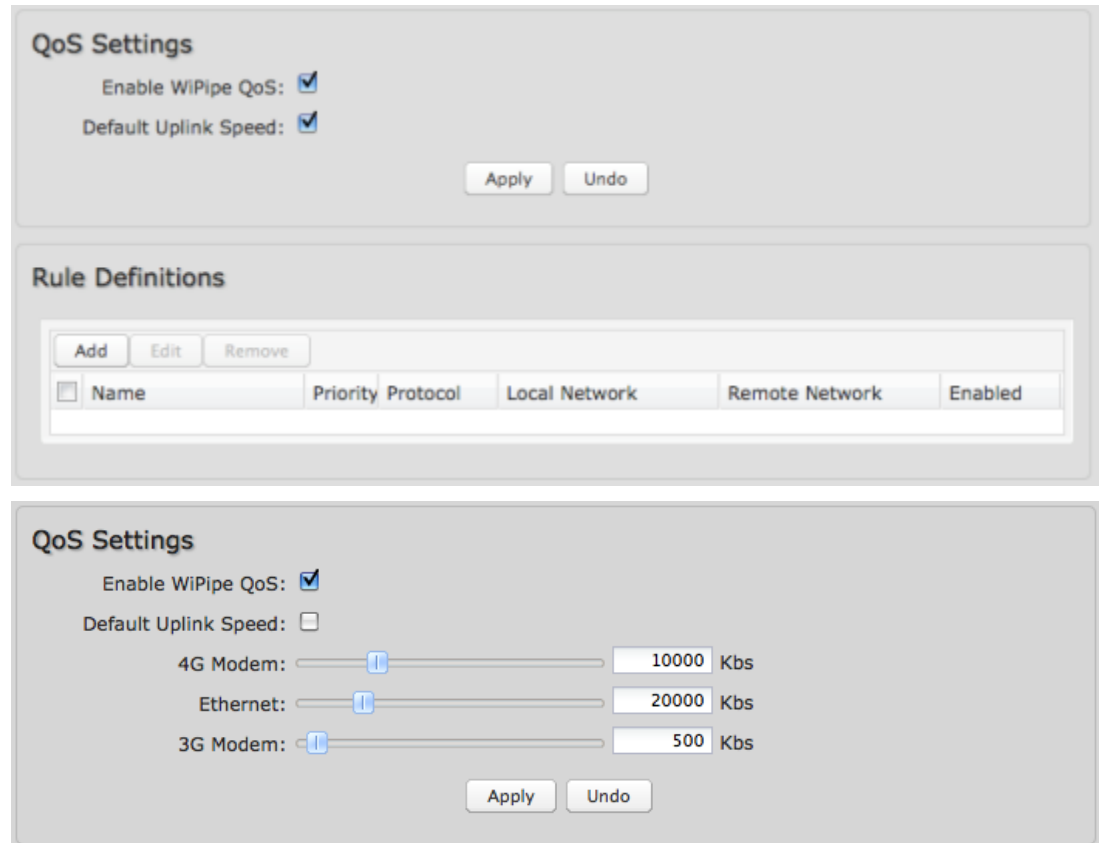 QoS Settings
Enable WiPipe QoS:
Default Uplink Speed:
Apply Undo
Rule Definitions
Add Edit Remove
Name Priority Protocol Local Network Remote Network Enabled
QoS Settings
Enable WiPipe QoS:
Default Uplink Speed:
4G Modem: 10000 Kbs
Ethernet: 20000 Kbs
3G Modem: 500 Kbs
Apply Undo